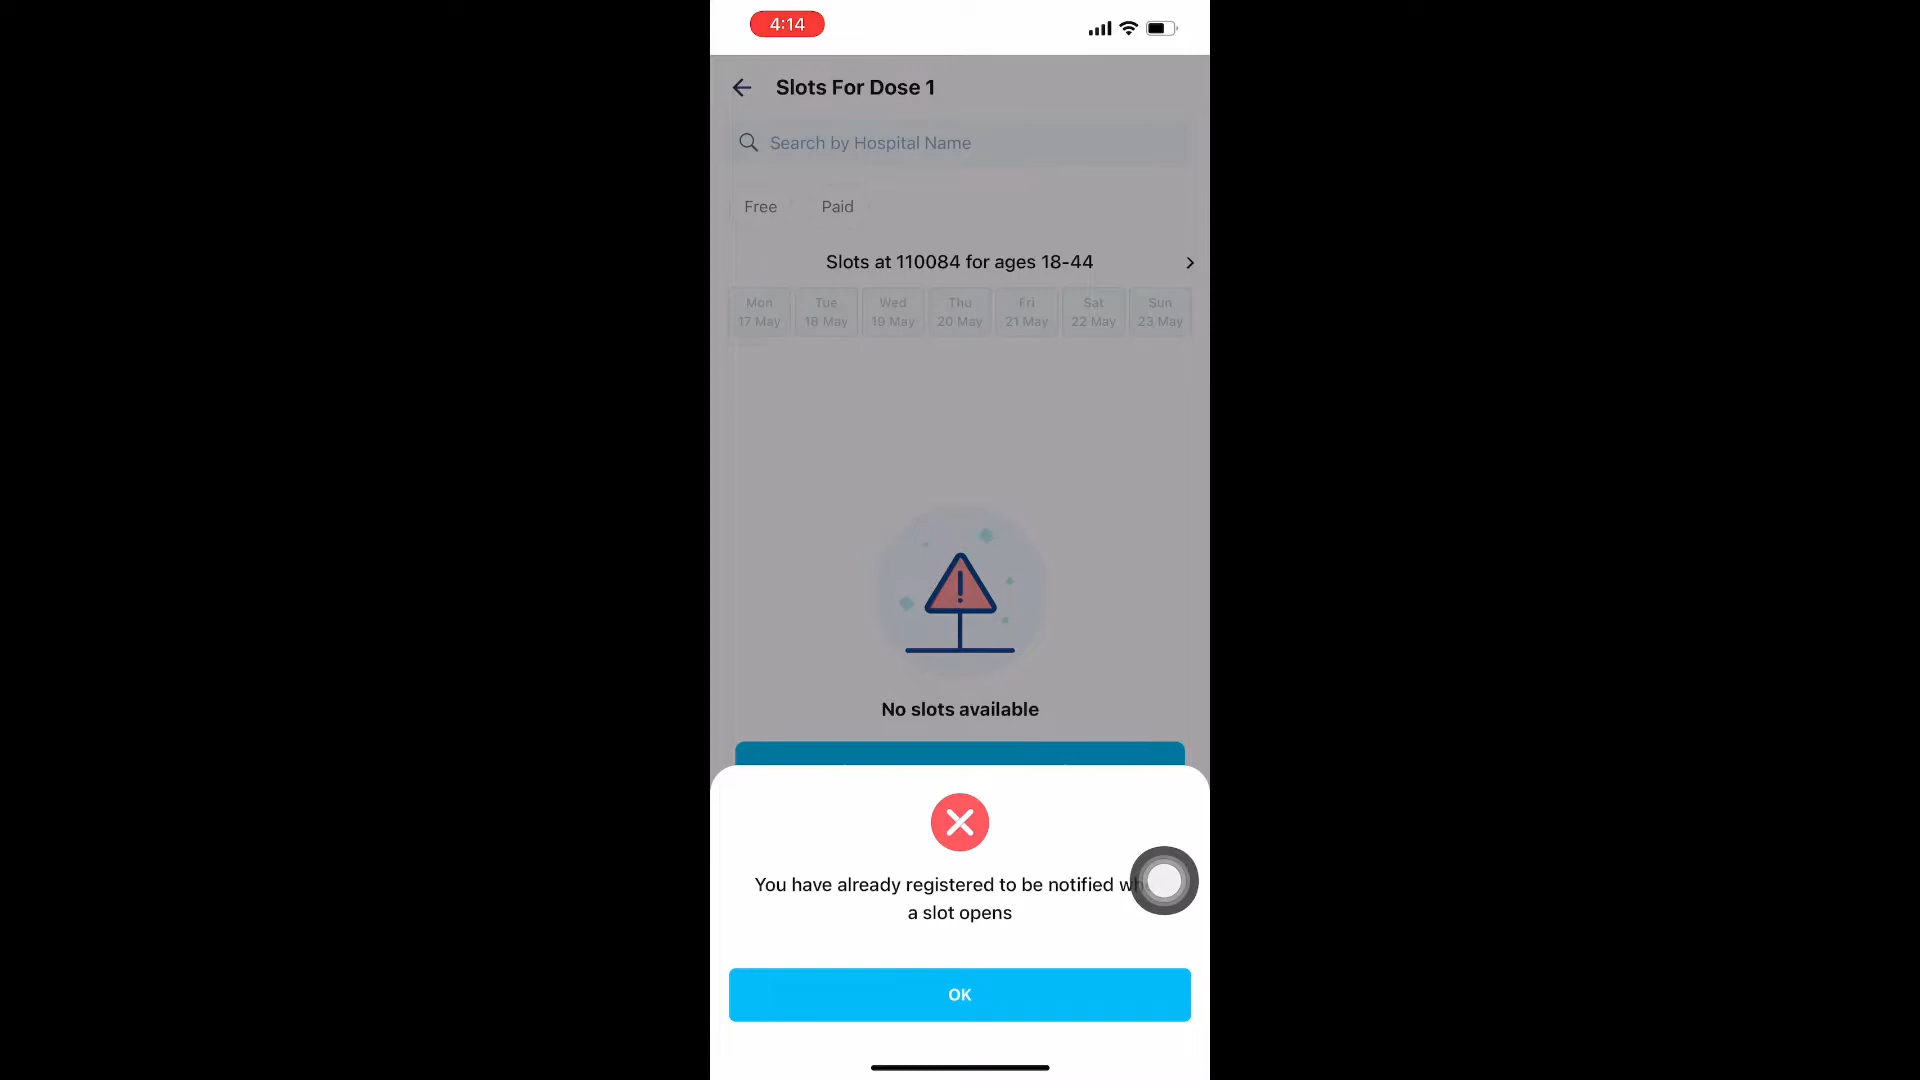 4:14
Slots For Dose 1
Search by Hospital Name
Free Paid
Slots at 110084 for ages 18-44
Mon Tue Wed Thu Fri Sat Sun
17 May 18 May 19 May 20 May 21 May 22 May 23 May
No slots available
You have already registered to be notified
a slot opens
OK